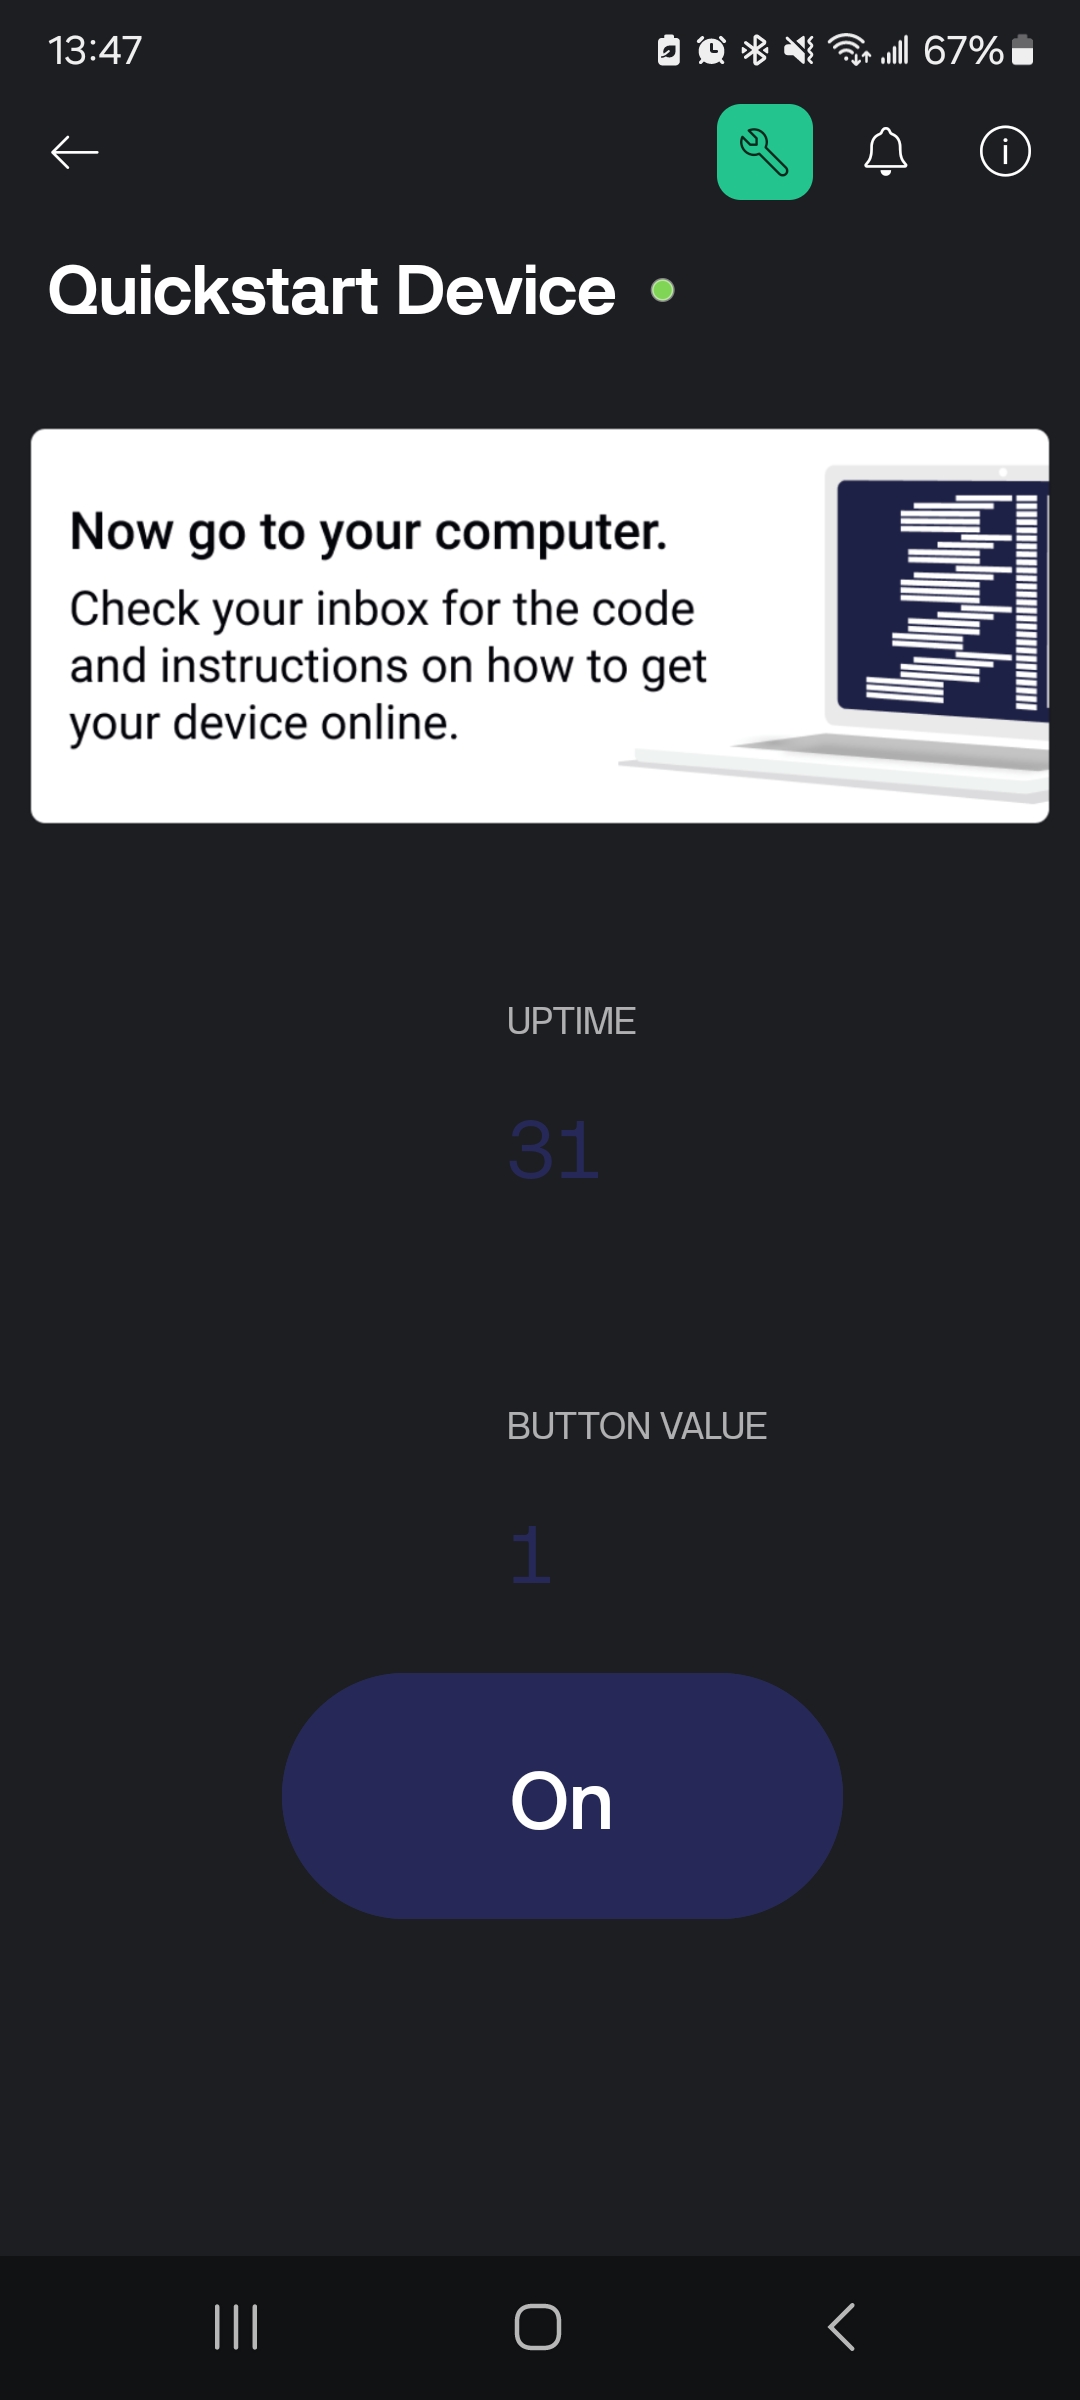 13:47
67%
Quickstart Device
Now go to your computer.
Check your inbox for the code
and instructions on how to get
your device online.
UPTIME
31
BUTTON VALUE
1
On